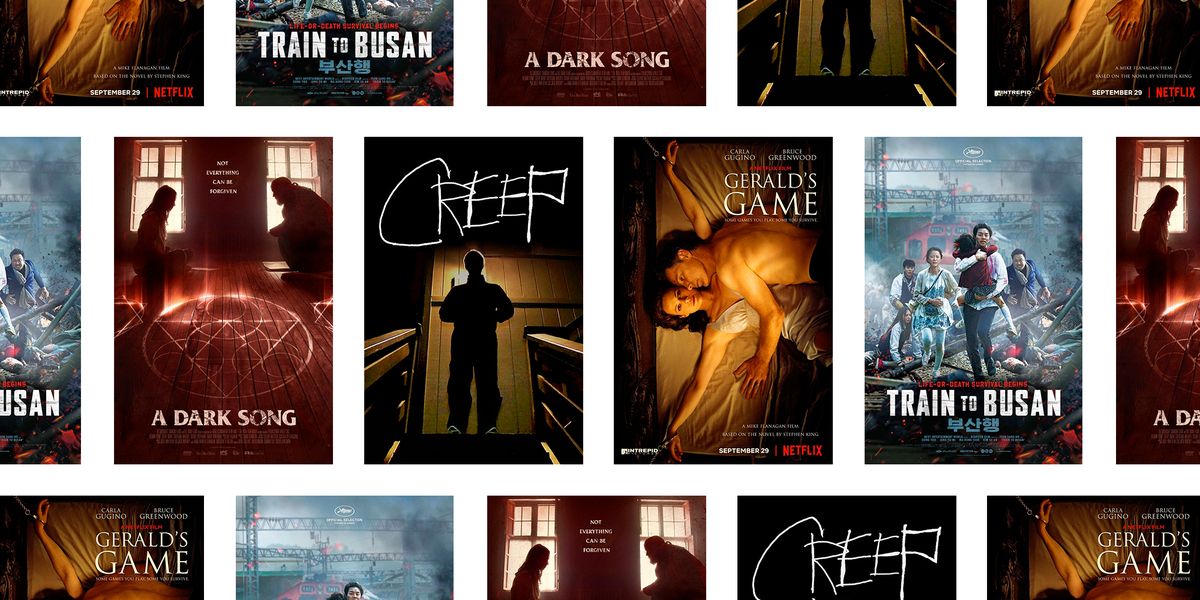 A MIKE FLANAGAN FILM
BASED ON THE NOVEL BY STEPHEN KING
INTREPID
SEPTEMBER 29 | NETFLIX
LIFE-OR-DEATH SURVIVAL BEGINS
TRAIN TO BUSAN
부산행
A DARK SONG
A MIKE FLANAGAN FILM
BASED ON THE NOVEL BY STEPHEN KING
INTREPID
SEPTEMBER 29 | NETFLIX
BEGINS
USAN
NOT
EVERYTHING
CAN BE
FORGIVEN
A DARK SONG
CREEP
CARLA
GUGINO
BRUCE
GREENWOOD
A NETFLIX FILM
GERALD'S
GAME
SOME GAMES YOU PLAY. SOME YOU SURVIVE.
A MIKE FLANAGAN FILM
BASED ON THE NOVEL BY STEPHEN KING
INTREPID
SEPTEMBER 29 | NETFLIX
OFFICIAL SELECTION
LIFE-OR-DEATH SURVIVAL BEGINS
TRAIN TO BUSAN
부산행
A DA
CARLA
GUGINO
BRUCE
GREENWOOD
A NETFLIX FILM
GERALD'S
GAME
SOME GAMES YOU PLAY. SOME YOU SURVIVE.
OFFICIAL SELECTION
NOT
EVERYTHING
CAN BE
FORGIVEN
CREEP
CARLA
GUGINO
BRUCE
GREENWOOD
A NETFLIX FILM
GERALD'S
GAME
SOME GAMES YOU PLAY. SOME YOU SURVIVE.